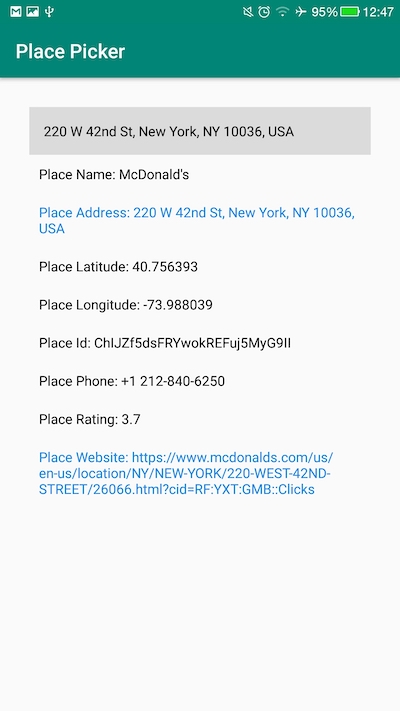 95% 12:47
Place Picker
220 W 42nd St, New York, NY 10036, USA
Place Name: McDonald's
Place Address: 220 W 42nd St, New York, NY 10036,
USA
Place Latitude: 40.756393
Place Longitude: -73.988039
Place Id: ChIJZf5dsFRYwokREFuj5MyG9II
Place Phone: +1 212-840-6250
Place Rating: 3.7
Place Website: https://www.mcdonalds.com/us/
en-us/location/NY/NEW-YORK/220-WEST-42ND-
STREET/26066.html?cid=RF:YXT:GMB::Clicks